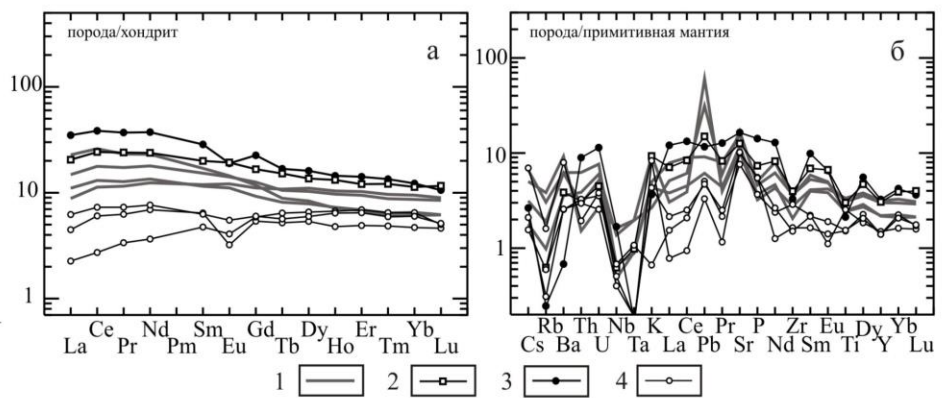 порода/хондрит
а
100
10
1
Ce Nd Sm Gd Dy Er Yb
La Pr Pm Eu Tb Ho Tm Lu
порода/примитивная мантия
б
100
10
1
Rb Th Nb K Ce Pr P Zr Eu Dy Yb
Cs Ba U Ta La Pb Sr Nd Sm Ti Y Lu
1 2 3 4